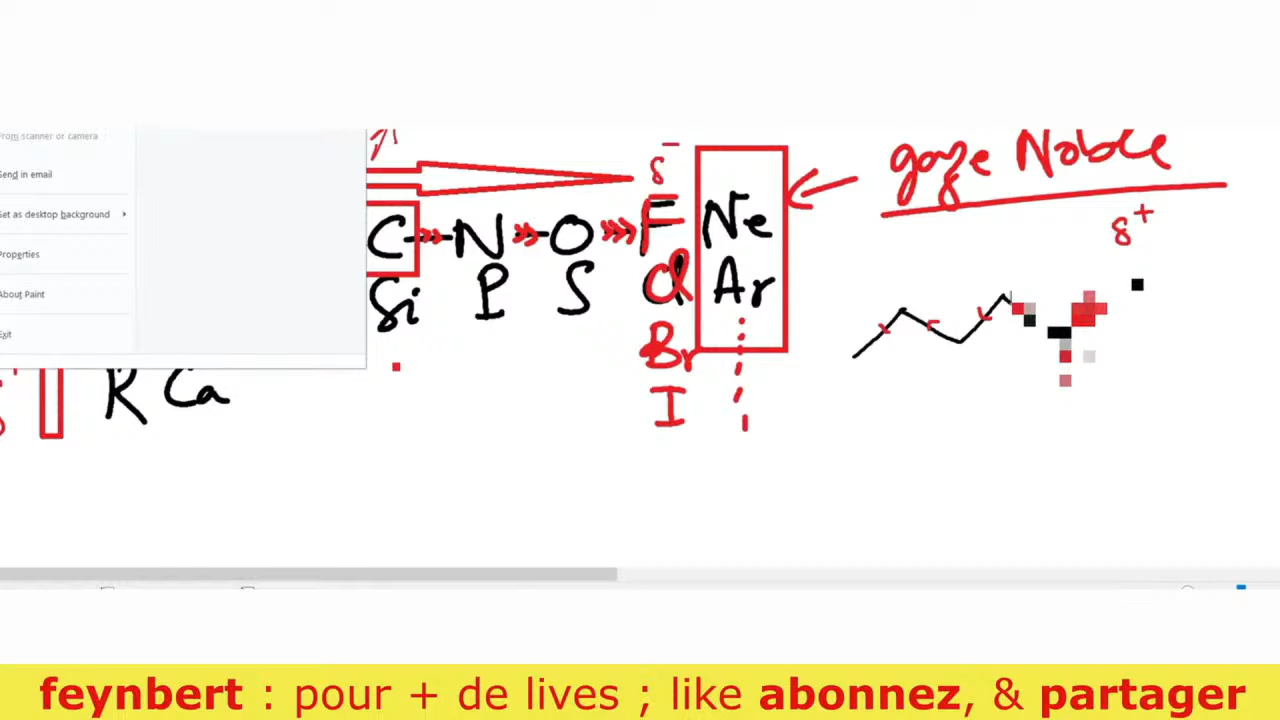 From scanner or camera
Send in email
Set as desktop background
Properties
About Paint
Exit
gaze Noble
δ-
δ+
C N O F Ne
Si P S Cl Ar
Br
K Ca I
feynbert : pour + de lives ; like abonnez, & partager